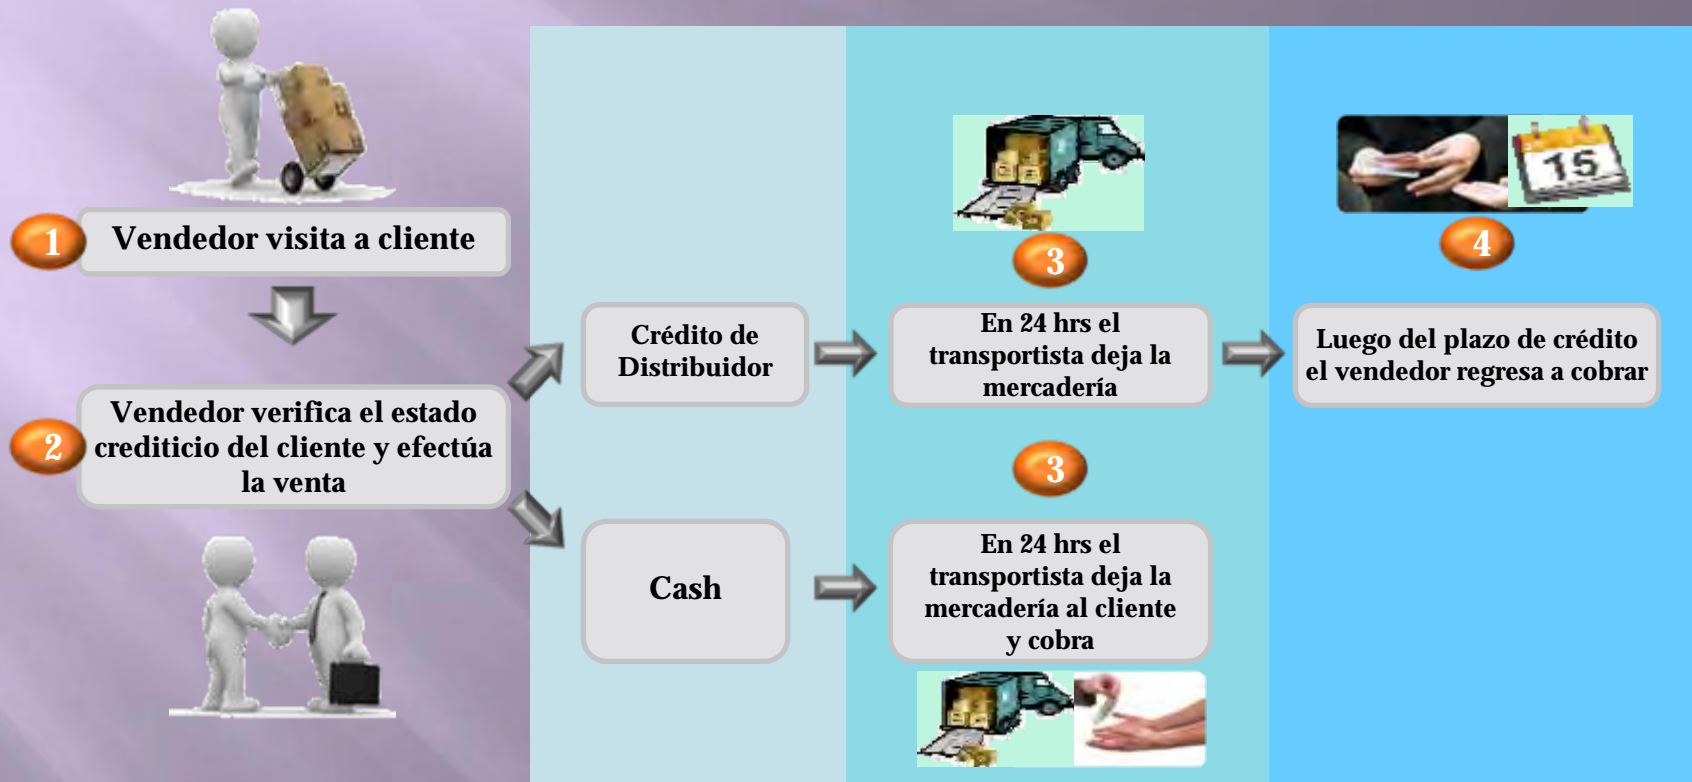 1
Vendedor visita a cliente
2
Vendedor verifica el estado
crediticio del cliente y efectúa
la venta
Crédito de
Distribuidor
3
En 24 hrs el
transportista deja la
mercadería
15
4
Luego del plazo de crédito
el vendedor regresa a cobrar
Cash
3
En 24 hrs el
transportista deja la
mercadería al cliente
y cobra